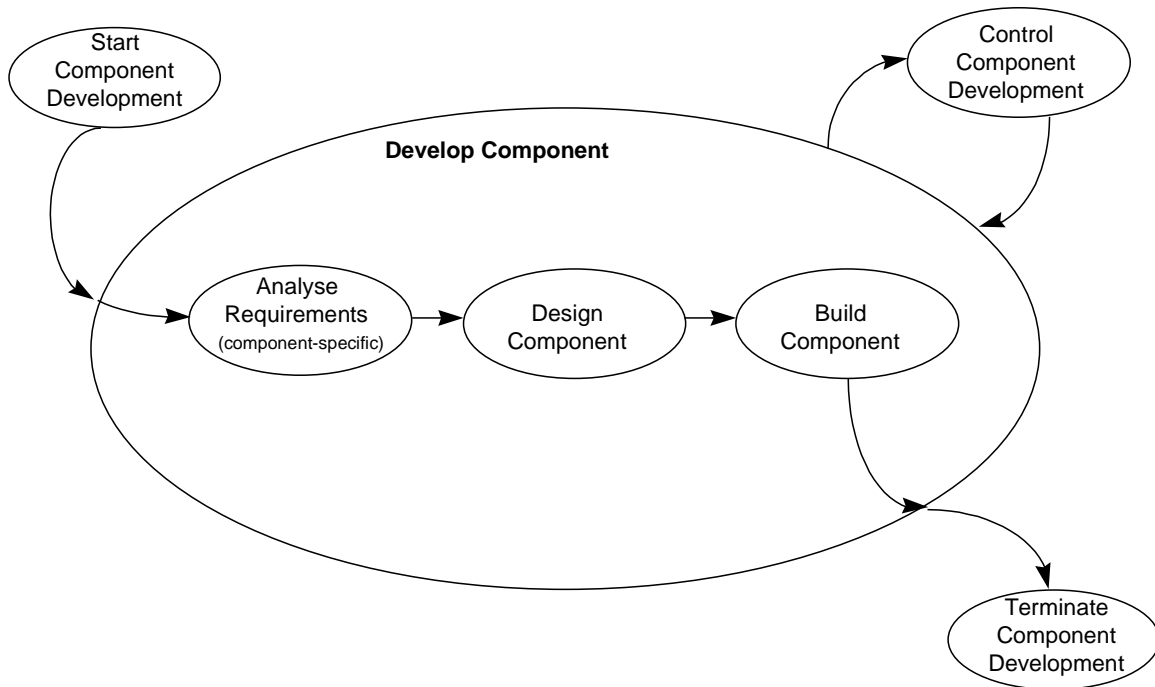 Start
Component
Development
Control
Component
Development
Develop Component
Analyse
Requirements
(component-specific)
Design
Component
Build
Component
Terminate
Component
Development